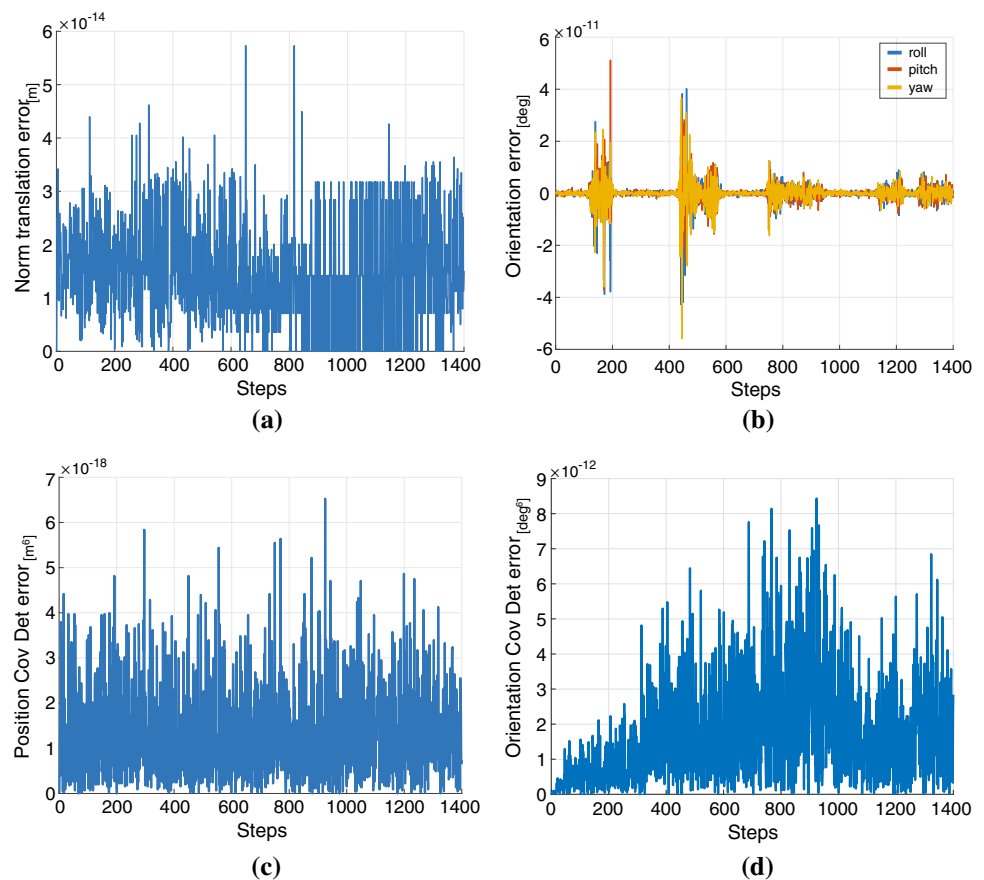 ×10-14
6
5
4
3
2
1
0
Norm translation error[m]
0 200 400 600 800 1000 1200 1400
Steps
(a)
×10-11
6
4
2
0
-2
-4
-6
Orientation error[deg]
roll
pitch
yaw
0 200 400 600 800 1000 1200 1400
Steps
(b)
×10-18
7
6
5
4
3
2
1
0
Position Cov Det error[m6]
0 200 400 600 800 1000 1200 1400
Steps
(c)
×10-12
9
8
7
6
5
4
3
2
1
0
Orientation Cov Det error[deg6]
0 200 400 600 800 1000 1200 1400
Steps
(d)